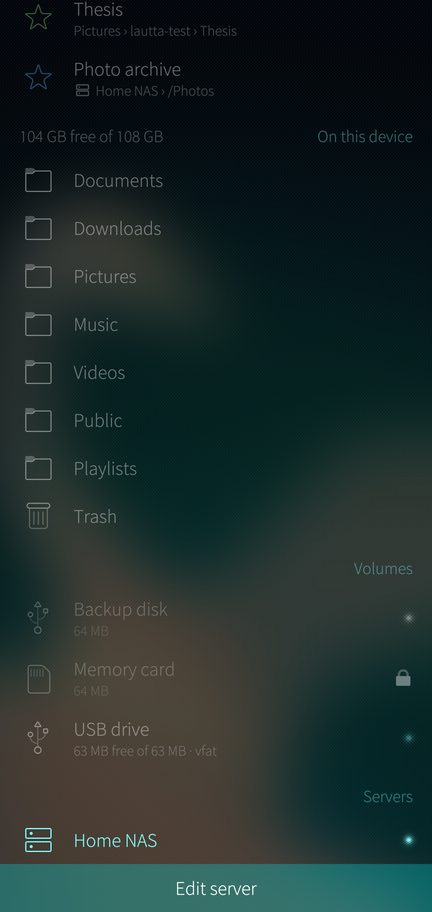 Thesis
Pictures › lautta-test › Thesis
Photo archive
Home NAS › /Photos
104 GB free of 108 GB
On this device
Documents
Downloads
Pictures
Music
Videos
Public
Playlists
Trash
Volumes
Backup disk
64 MB
Memory card
64 MB
USB drive
63 MB free of 63 MB · vfat
Servers
Home NAS
Edit server